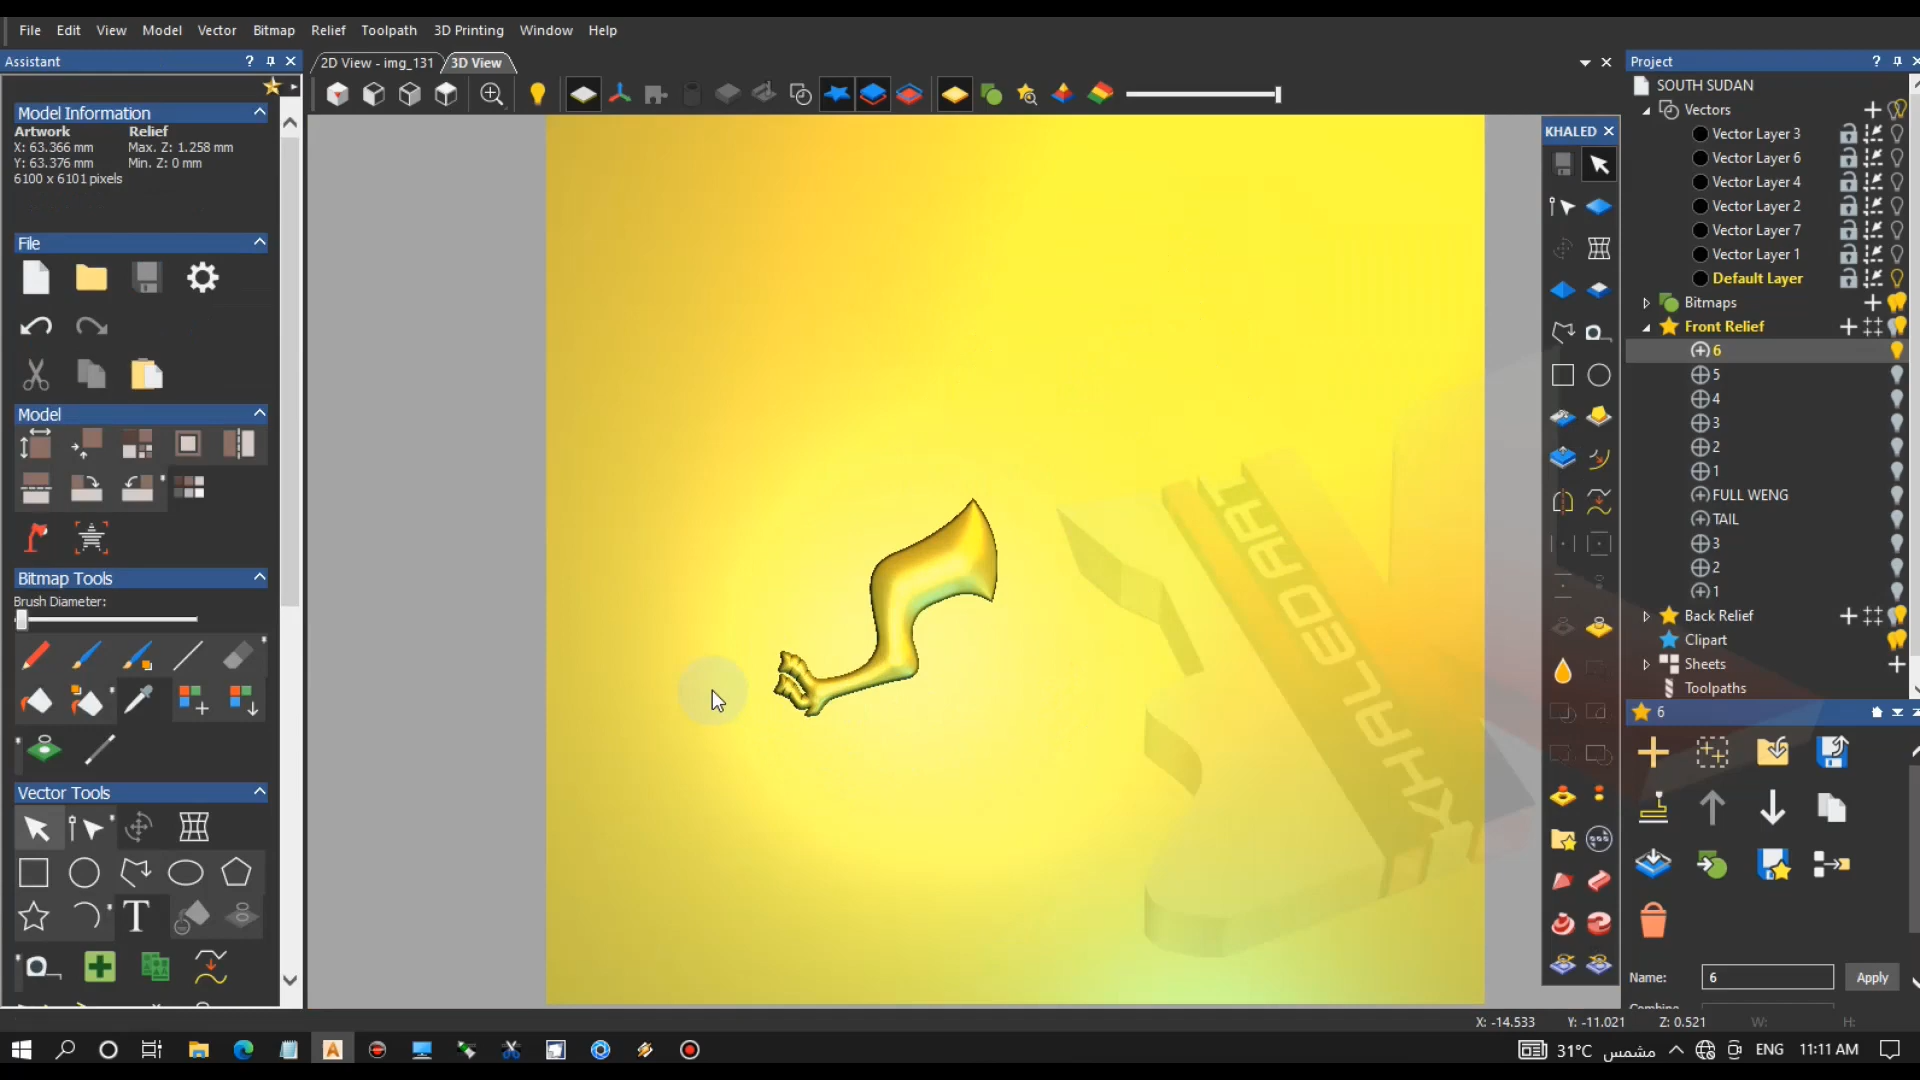 File Edit View Model Vector Bitmap Relief Toolpath 3D Printing Window Help
Assistant ?
2D View - img_131 3D View
Project ?
Model Information
Artwork Relief
X: 63.366 mm Max. Z: 1.258 mm
Y: 63.376 mm Min. Z: 0 mm
6100 x 6101 pixels
File
Model
Bitmap Tools
Brush Diameter:
Vector Tools
T
KHALED
KHALEDART
KHALEDART
SOUTH SUDAN
Vectors
Vector Layer 3
Vector Layer 6
Vector Layer 4
Vector Layer 2
Vector Layer 7
Vector Layer 1
Default Layer
Bitmaps
Front Relief
6
5
4
3
2
1
FULL WENG
TAIL
3
2
1
Back Relief
Clipart
Sheets
Toolpaths
6
Name: 6 Apply
X: -14.533 Y: -11.021 Z: 0.521 W: H:
31°C مشمس ENG 11:11 AM